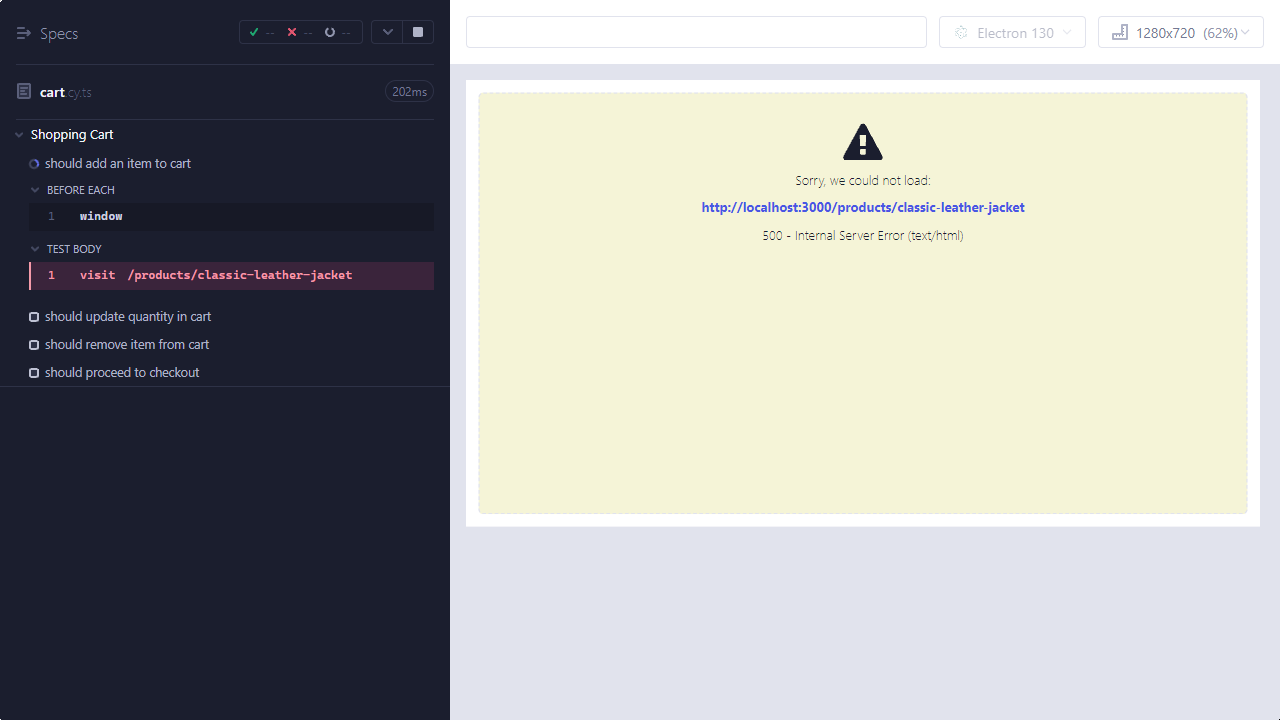 Specs
--
--
--
cart.cy.ts
202ms
Shopping Cart
should add an item to cart
BEFORE EACH
1 window
TEST BODY
1 visit /products/classic-leather-jacket
should update quantity in cart
should remove item from cart
should proceed to checkout
Electron 130
1280x720 (62%)
Sorry, we could not load:
http://localhost:3000/products/classic-leather-jacket
500 - Internal Server Error (text/html)